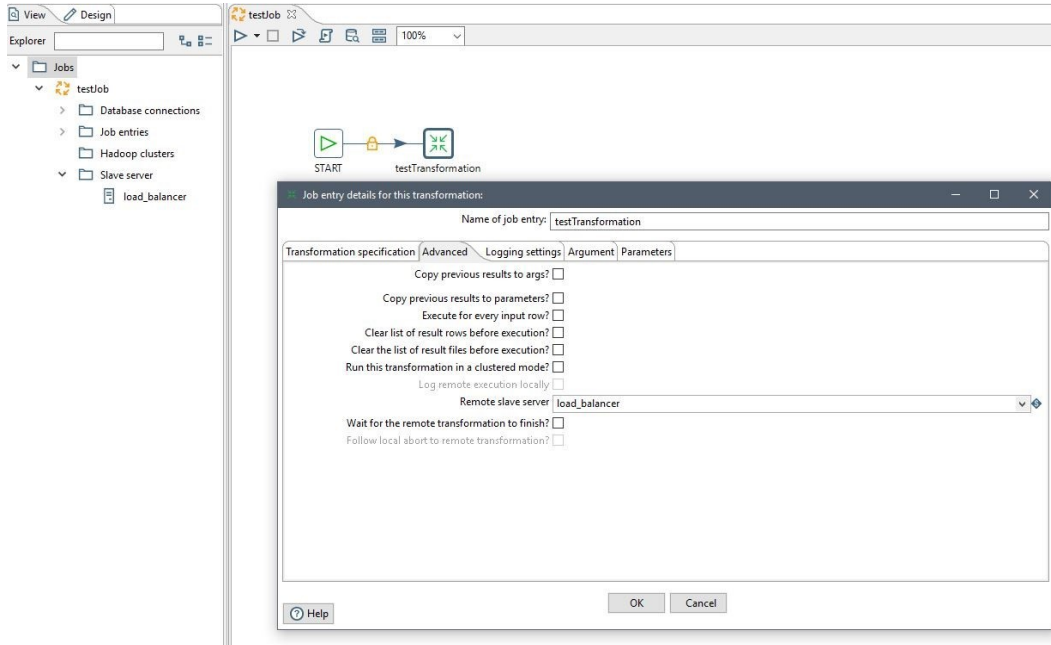 View
Design
testJob
Explorer
100%
Jobs
testJob
Database connections
Job entries
Hadoop clusters
Slave server
load_balancer
START
testTransformation
Job entry details for this transformation:
Name of job entry: testTransformation
Transformation specification Advanced Logging settings Argument Parameters
Copy previous results to args?
Copy previous results to parameters?
Execute for every input row?
Clear list of result rows before execution?
Clear the list of result files before execution?
Run this transformation in a clustered mode?
Log remote execution locally
Remote slave server load_balancer
Wait for the remote transformation to finish?
Follow local abort to remote transformation?
Help
OK
Cancel